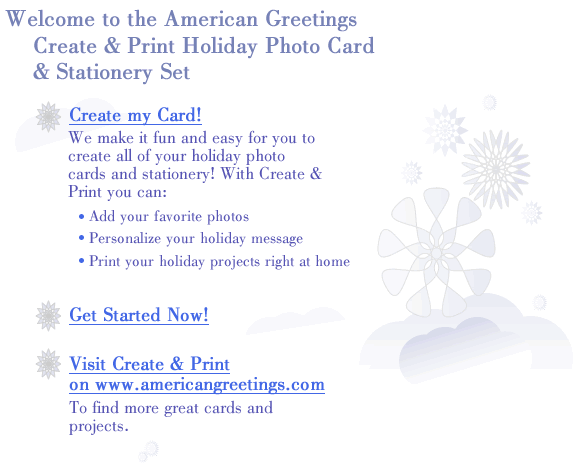 Welcome to the American Greetings
Create & Print Holiday Photo Card
& Stationery Set
Create my Card!
We make it fun and easy for you to
create all of your holiday photo
cards and stationery! With Create &
Print you can:
• Add your favorite photos
• Personalize your holiday message
• Print your holiday projects right at home
Get Started Now!
Visit Create & Print
on www.americangreetings.com
To find more great cards and
projects.